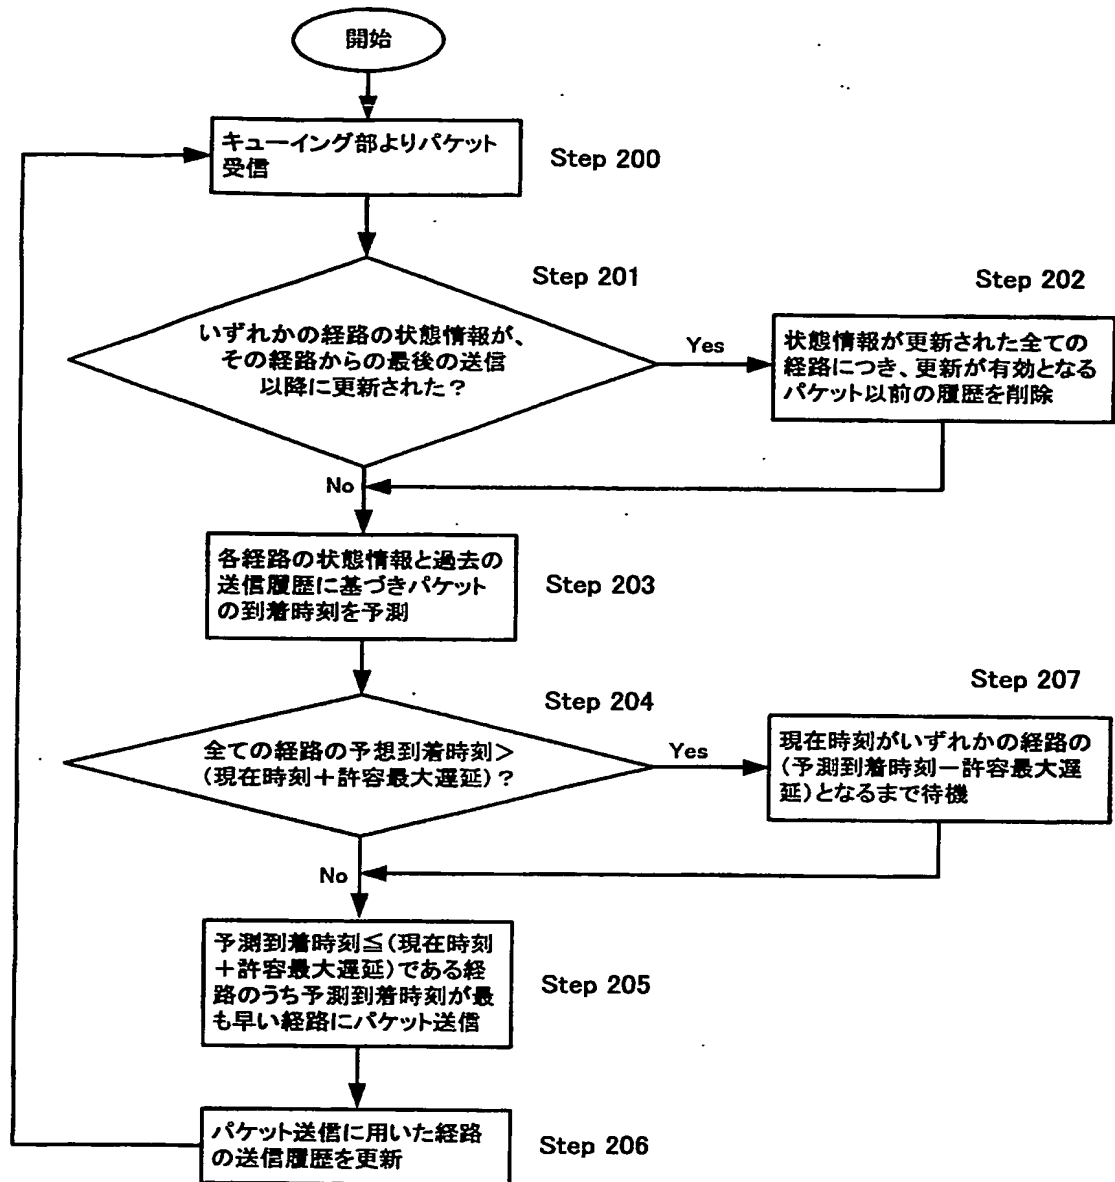 開始
キューイング部よりパケット
受信
Step 200
Step 201
いずれかの経路の状態情報が、
その経路からの最後の送信
以降に更新された？
Yes
Step 202
状態情報が更新された全ての
経路につき、更新が有効となる
パケット以前の履歴を削除
No
各経路の状態情報と過去の
送信履歴に基づきパケット
の到着時刻を予測
Step 203
Step 204
全ての経路の予想到着時刻＞
（現在時刻＋許容最大遅延）？
Yes
Step 207
現在時刻がいずれかの経路の
（予測到着時刻－許容最大遅
延）となるまで待機
No
予測到着時刻≦（現在時刻
＋許容最大遅延）である経
路のうち予測到着時刻が最
も早い経路にパケット送信
Step 205
パケット送信に用いた経路
の送信履歴を更新
Step 206